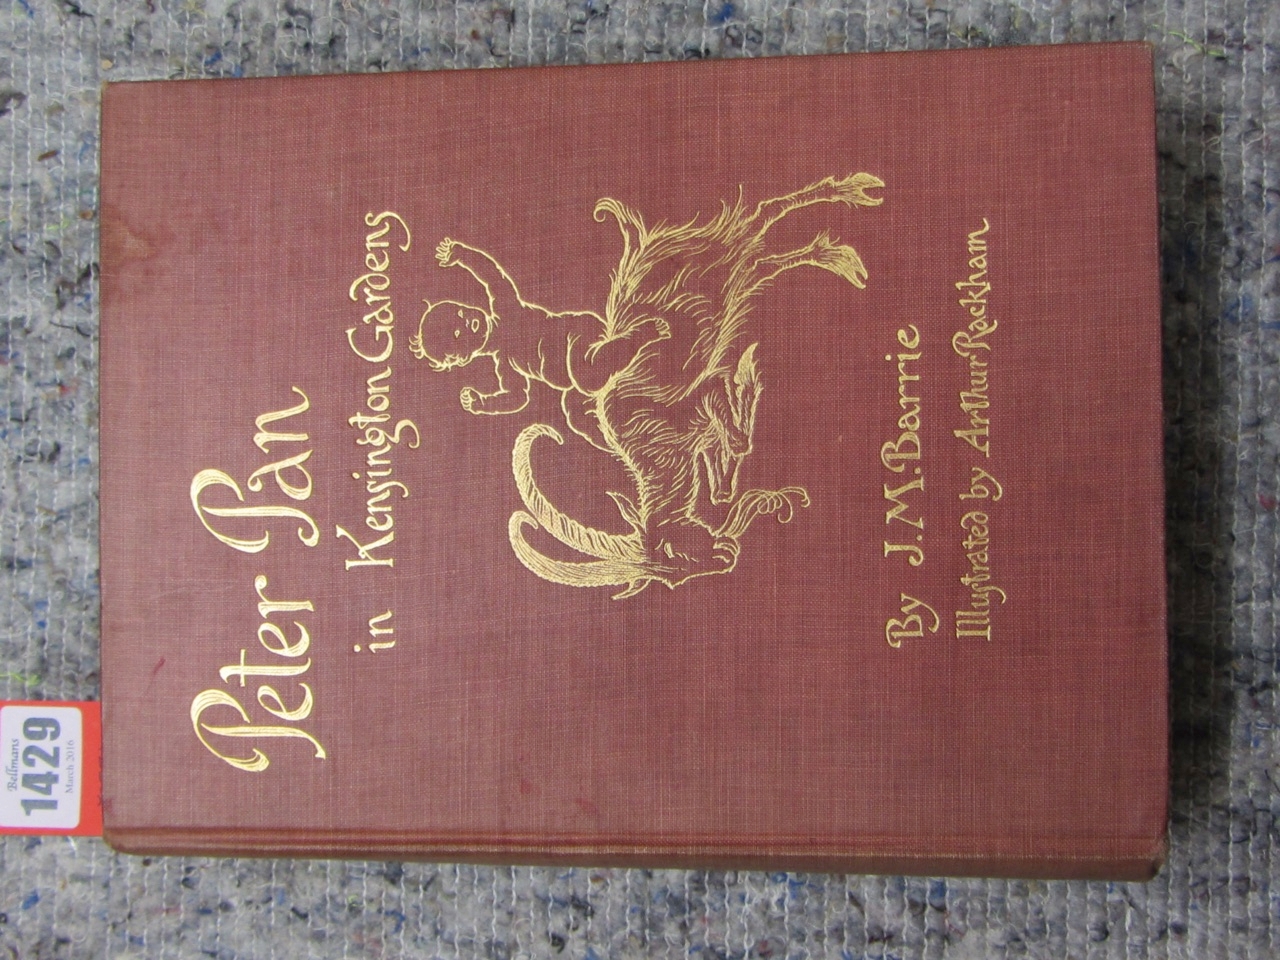 Peter Pan
in Kensington Gardens
By J. M. Barrie
Illustrated by Arthur Rackham
Bellmans
1429
March 2016